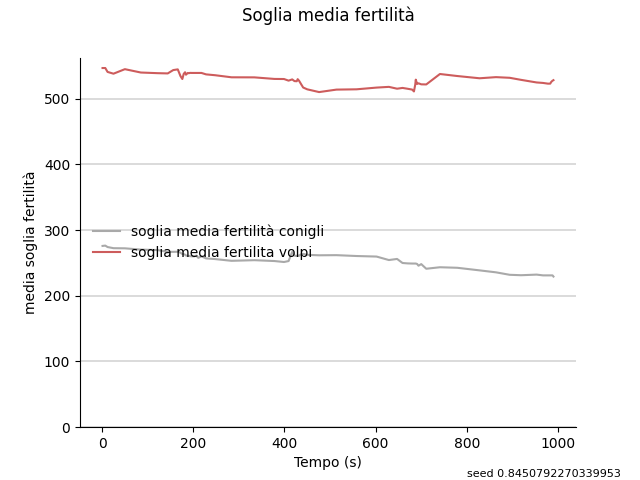 Soglia media fertilità
media soglia fertilità
500
400
300
200
100
0
soglia media fertilità conigli
soglia media fertilita volpi
0 200 400 600 800 1000
Tempo (s)
seed 0.8450792270339953